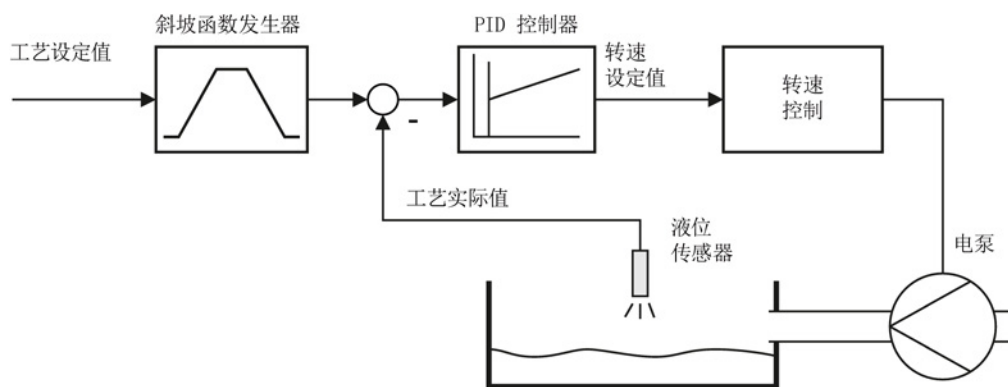 斜坡函数发生器
PID 控制器
工艺设定值
转速
设定值
转速
控制
-
工艺实际值
液位
传感器
电泵